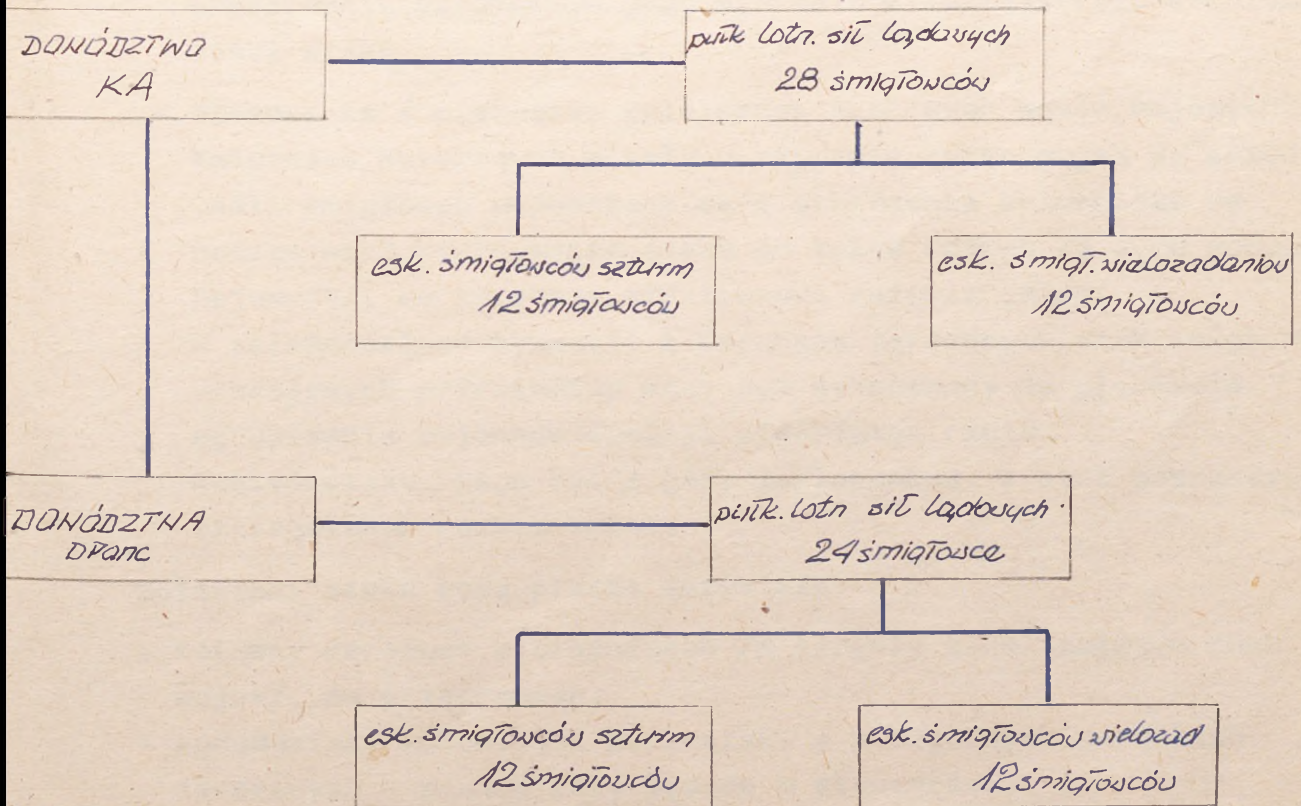 DOWÓDZTWO
KA
pułk lotn. sił lądowych
28 śmigłowców
esk. śmigłowców szturm
12 śmigłowców
esk. śmigł. wielozadaniow
12 śmigłowców
DOWÓDZTWA
DPanc
pułk. lotn sił lądowych
24 śmigłowce
esk. śmigłowców szturm
12 śmigłowców
esk. śmigłowców wielozad
12 śmigłowców